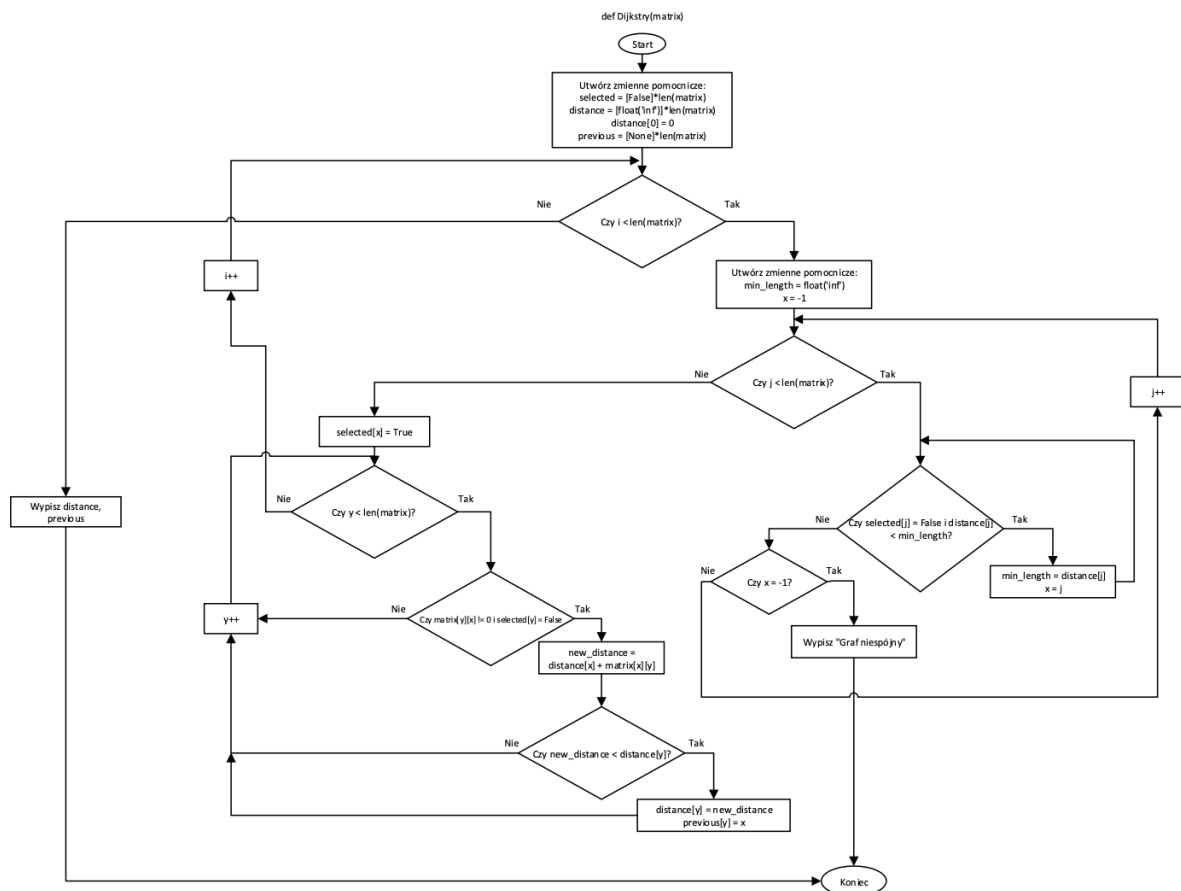 def Dijkstry(matrix)
Start
Utwórz zmienne pomocnicze:
selected = [False]*len(matrix)
distance = [float('inf')]*len(matrix)
distance[0] = 0
previous = [None]*len(matrix)
Nie
Czy i < len(matrix)?
Tak
i++
Utwórz zmienne pomocnicze:
min_length = float('inf')
x = -1
Nie
Czy j < len(matrix)?
Tak
j++
selected[x] = True
Wypisz distance,
previous
Nie
Czy y < len(matrix)?
Tak
Nie
Czy selected[j] = False i distance[j]
< min_length?
Tak
min_length = distance[j]
x = j
Nie
Czy x = -1?
Tak
Wypisz "Graf niespójny"
y++
Nie
Czy matrix[y][x] != 0 i selected[y] = False
Tak
new_distance =
distance[x] + matrix[x][y]
Nie
Czy new_distance < distance[y]?
Tak
distance[y] = new_distance
previous[y] = x
Koniec